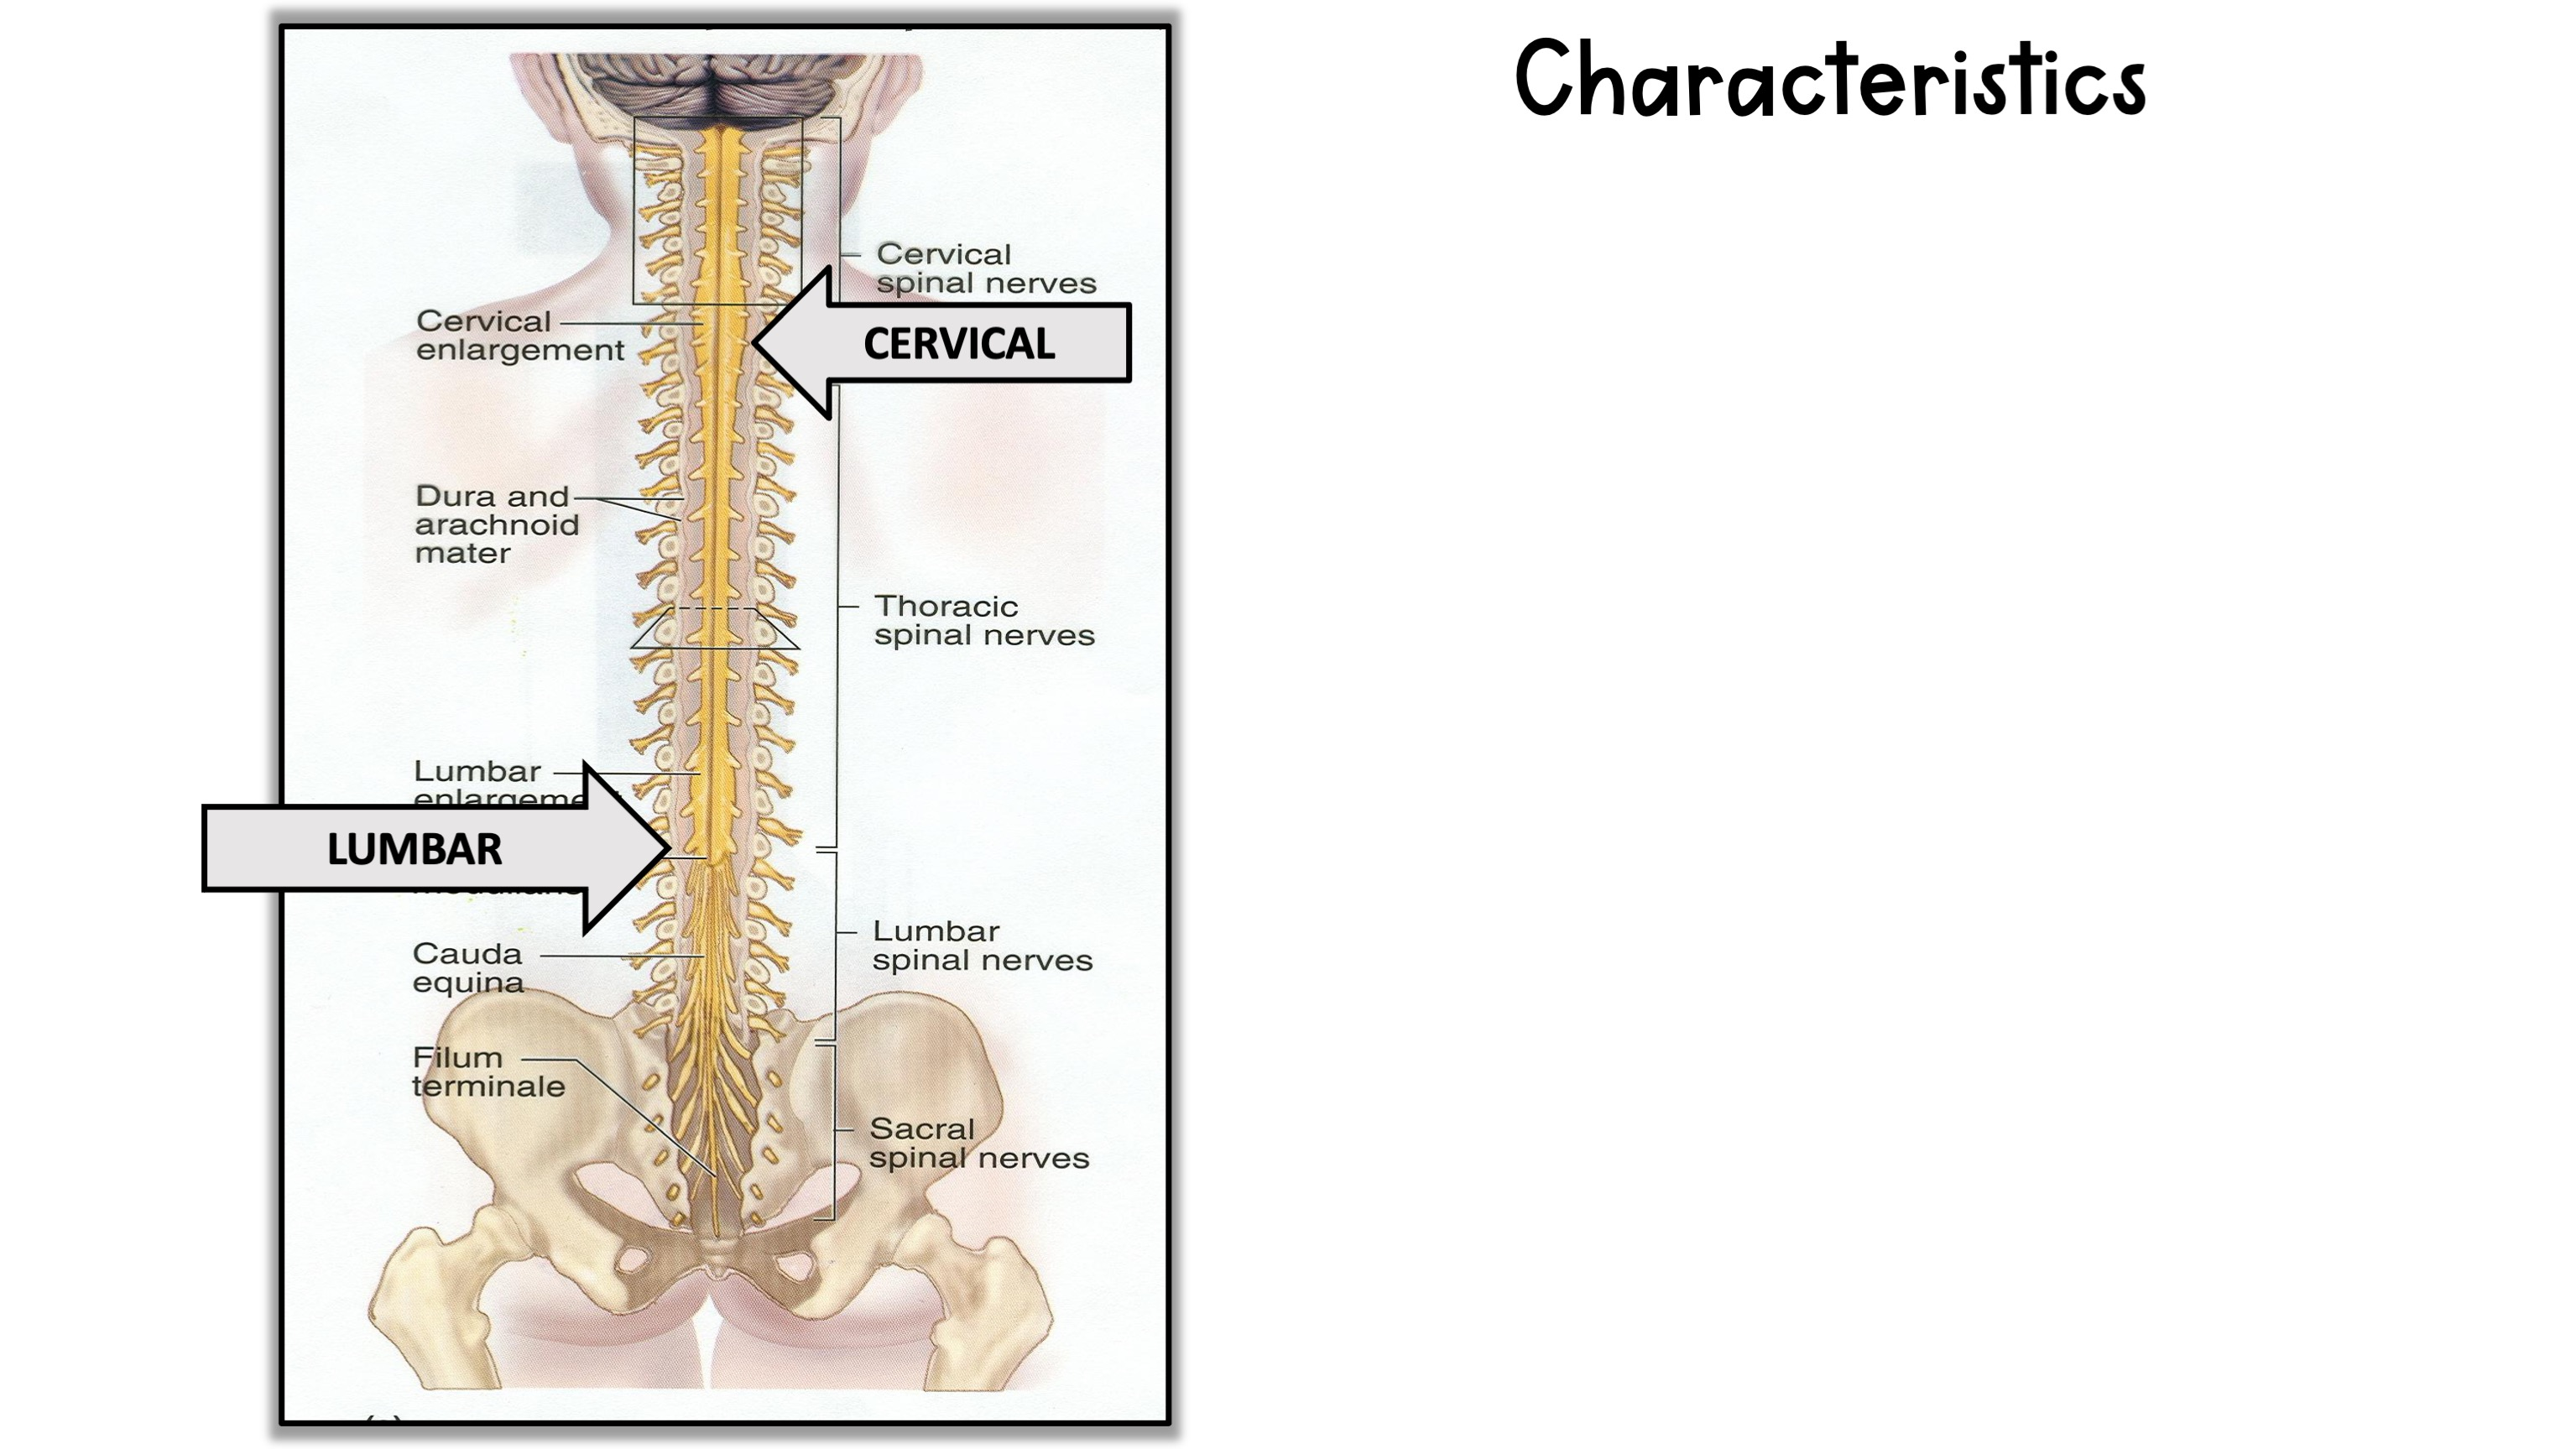 Characteristics
Cervical
spinal nerves
Cervical
enlargement
CERVICAL
Dura and
arachnoid
mater
Thoracic
spinal nerves
Lumbar
LUMBAR
Lumbar
spinal nerves
Cauda
equina
Filum
terminale
Sacral
spinal nerves